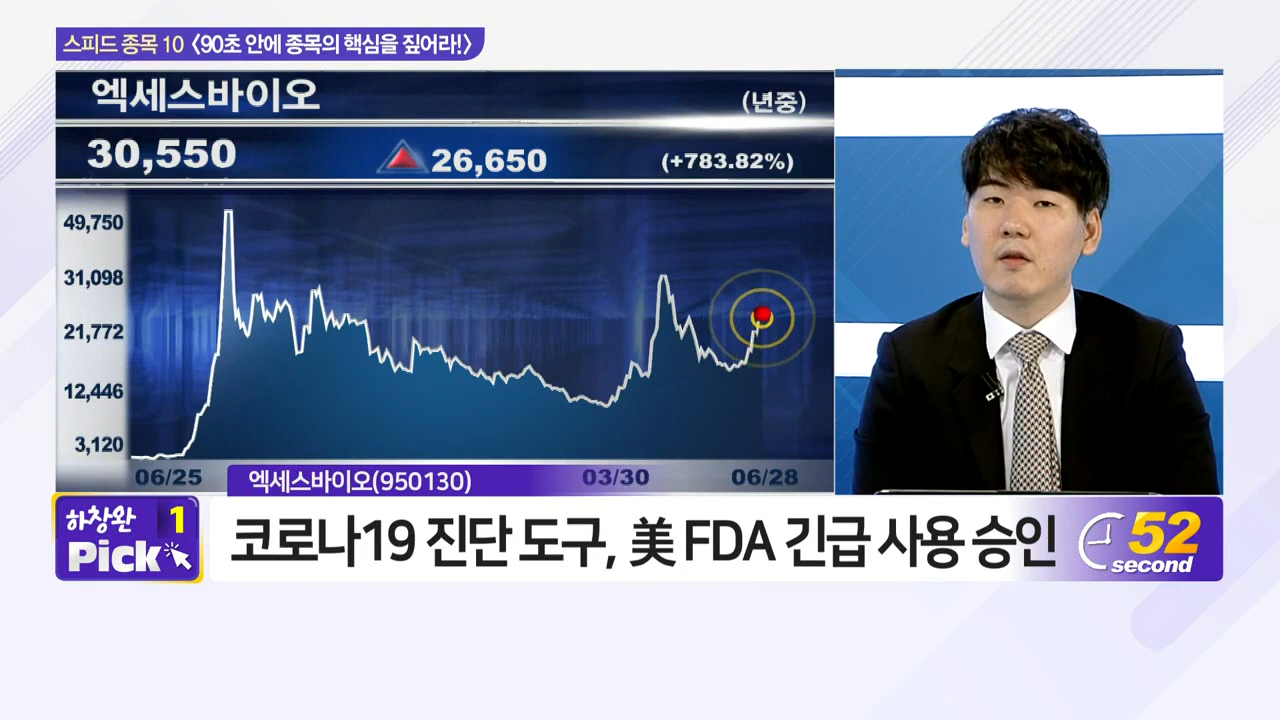 스피드 종목 10 〈90초 안에 종목의 핵심을 짚어라!〉
엑세스바이오
(년중)
30,550
26,650
(+783.82%)
49,750
31,098
21,772
12,446
3,120
06/25
03/30
06/28
엑세스바이오(950130)
하창완 1
Pick
코로나19 진단 도구, 美 FDA 긴급 사용 승인
52
second